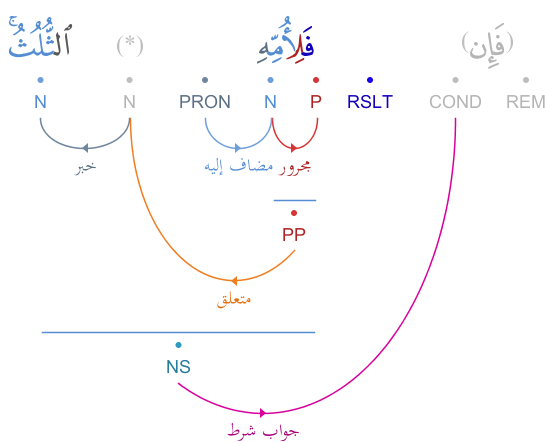 (فَإِن) فَلِأُمِّهِ (*) ٱلثُّلُثُ ۚ
REM COND RSLT P N PRON N N
مجرور مضاف إليه خبر
PP
متعلق
NS
جواب شرط